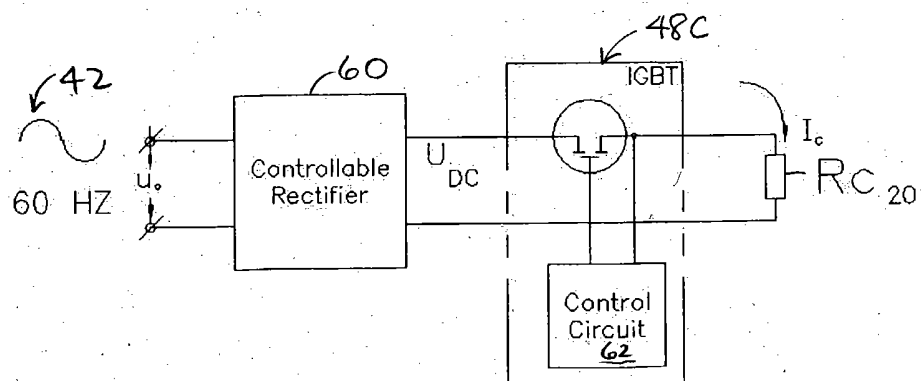 42
60
48C
IGBT
I c
u o
60 HZ
Controllable
Rectifier
U DC
RC 20
Control
Circuit
62